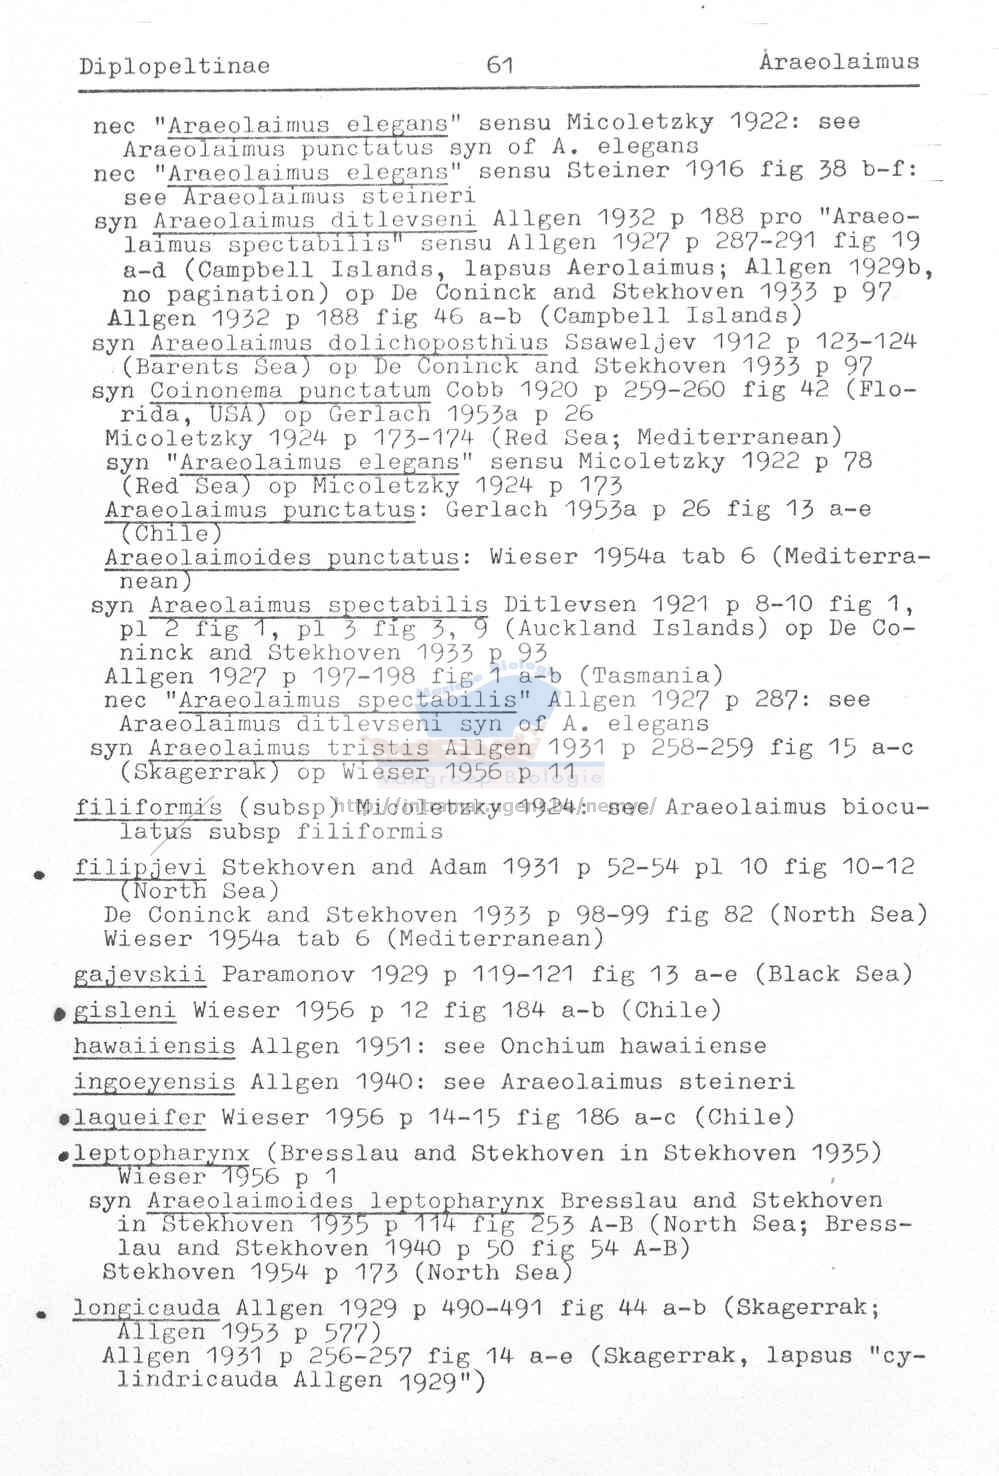 Diplopeltinae 61 Araeolaimus
nec "Araeolaimus elegans" sensu Micoletzky 1922: see
Araeolaimus punctatus syn of A. elegans
nec "Araeolaimus elegans" sensu Steiner 1916 fig 38 b-f:
see Araeolaimus steineri
syn Araeolaimus ditlevseni Allgen 1932 p 188 pro "Araeo-
laimus spectabilis" sensu Allgen 1927 p 287-291 fig 19
a-d (Campbell Islands, lapsus Aerolaimus; Allgen 1929b,
no pagination) op De Coninck and Stekhoven 1933 p 97
Allgen 1932 p 188 fig 46 a-b (Campbell Islands)
syn Araeolaimus dolichoposthius Ssaweljev 1912 p 123-124
(Barents Sea) op De Coninck and Stekhoven 1933 p 97
syn Coinonema punctatum Cobb 1920 p 259-260 fig 42 (Flo-
rida, USA) op Gerlach 1953a p 26
Micoletzky 1924 p 173-174 (Red Sea; Mediterranean)
syn "Araeolaimus elegans" sensu Micoletzky 1922 p 78
(Red Sea) op Micoletzky 1924 p 173
Araeolaimus punctatus: Gerlach 1953a p 26 fig 13 a-e
(Chile)
Araeolaimoides punctatus: Wieser 1954a tab 6 (Mediterra-
nean)
syn Araeolaimus spectabilis Ditlevsen 1921 p 8-10 fig 1,
pl 2 fig 1, pl 3 fig 3, 9 (Auckland Islands) op De Co-
ninck and Stekhoven 1933 p 93
Allgen 1927 p 197-198 fig 1 a-b (Tasmania)
nec "Araeolaimus spectabilis" Allgen 1927 p 287: see
Araeolaimus ditlevseni syn of A. elegans
syn Araeolaimus tristis Allgen 1931 p 258-259 fig 15 a-c
(Skagerrak) op Wieser 1956 p 11
filiformis (subsp) Micoletzky 1924: see Araeolaimus biocu-
latus subsp filiformis
filipjevi Stekhoven and Adam 1931 p 52-54 pl 10 fig 10-12
(North Sea)
De Coninck and Stekhoven 1933 p 98-99 fig 82 (North Sea)
Wieser 1954a tab 6 (Mediterranean)
gajevskii Paramonov 1929 p 119-121 fig 13 a-e (Black Sea)
gisleni Wieser 1956 p 12 fig 184 a-b (Chile)
hawaiiensis Allgen 1951: see Onchium hawaiiense
ingoeyensis Allgen 1940: see Araeolaimus steineri
laqueifer Wieser 1956 p 14-15 fig 186 a-c (Chile)
leptopharynx (Bresslau and Stekhoven in Stekhoven 1935)
Wieser 1956 p 1
syn Araeolaimoides leptopharynx Bresslau and Stekhoven
in Stekhoven 1935 p 114 fig 253 A-B (North Sea; Bress-
lau and Stekhoven 1940 p 50 fig 54 A-B)
Stekhoven 1954 p 173 (North Sea)
longicauda Allgen 1929 p 490-491 fig 44 a-b (Skagerrak;
Allgen 1953 p 577)
Allgen 1931 p 256-257 fig 14 a-e (Skagerrak, lapsus "cy-
lindricauda Allgen 1929")